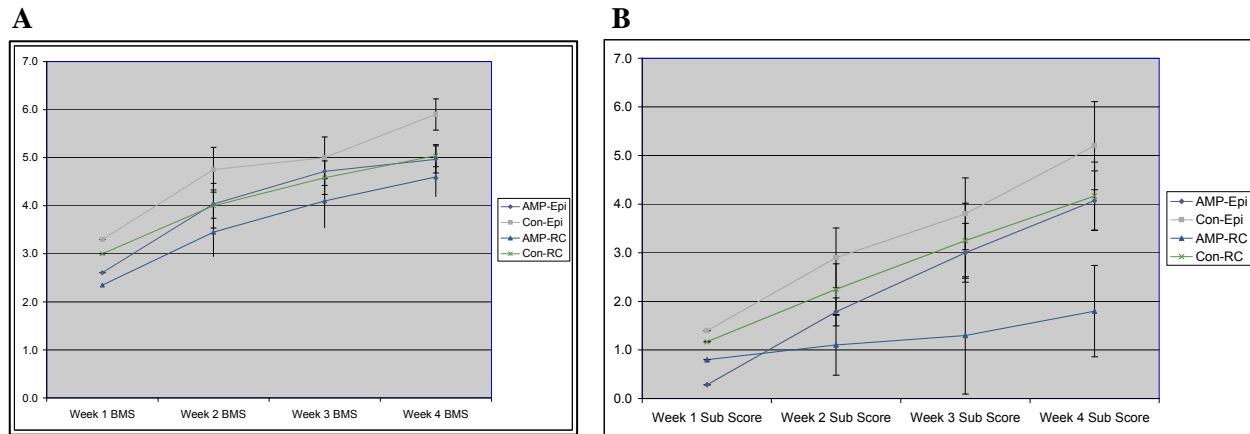 A
7.0
6.0
5.0
4.0
3.0
2.0
1.0
0.0
Week 1 BMS Week 2 BMS Week 3 BMS Week 4 BMS
AMP-Epi
Con-Epi
AMP-RC
Con-RC
B
7.0
6.0
5.0
4.0
3.0
2.0
1.0
0.0
Week 1 Sub Score Week 2 Sub Score Week 3 Sub Score Week 4 Sub Score
AMP-Epi
Con-Epi
AMP-RC
Con-RC